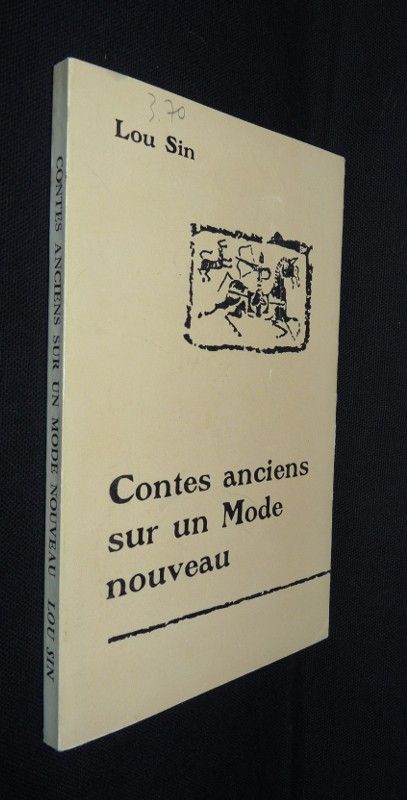 3.70
Lou Sin
Contes anciens
sur un Mode
nouveau
CONTES ANCIENS SUR UN MODE NOUVEAU LOU SIN